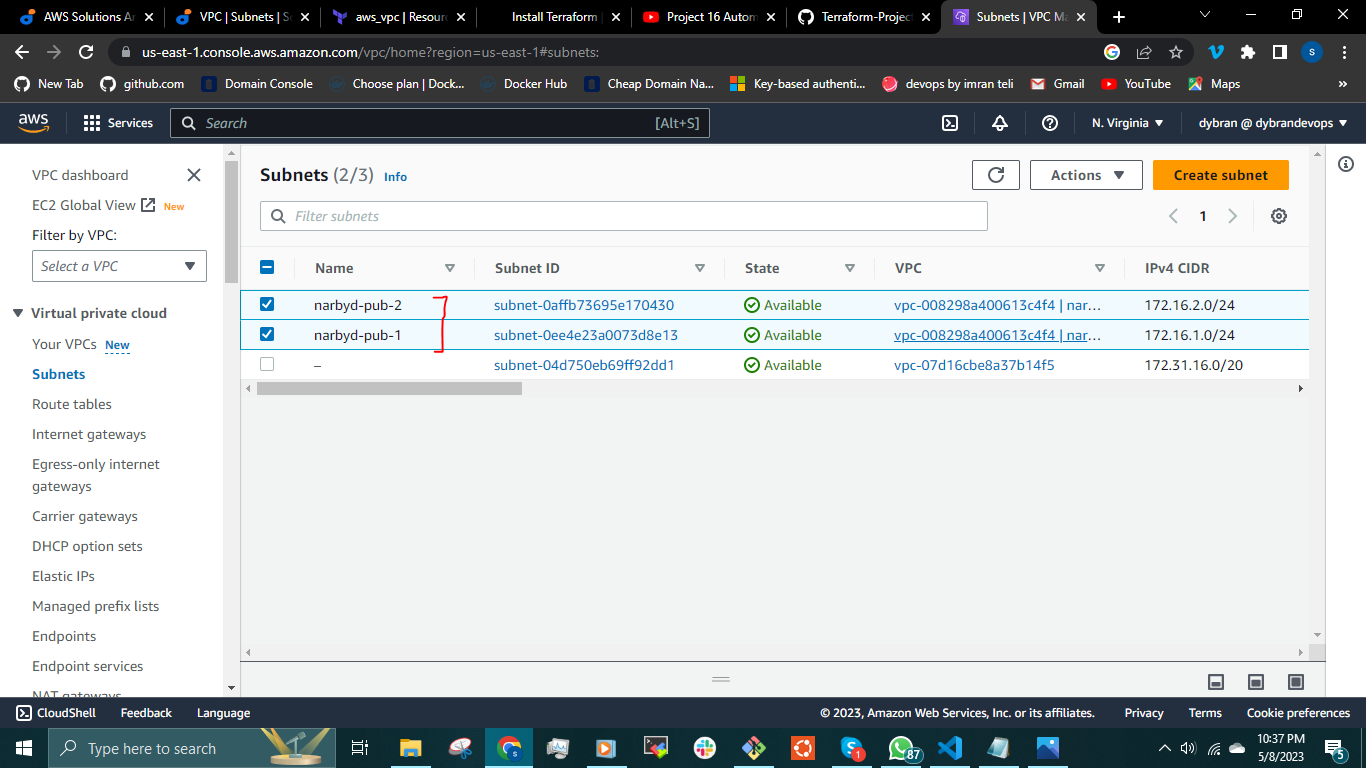 AWS Solutions Ar
VPC | Subnets | S
aws_vpc | Resour
Install Terraform
Project 16 Autom
Terraform-Project
Subnets | VPC Ma
us-east-1.console.aws.amazon.com/vpc/home?region=us-east-1#subnets:
S
New Tab
github.com
Domain Console
Choose plan | Dock...
Docker Hub
Cheap Domain Na...
Key-based authenti...
devops by imran teli
Gmail
YouTube
Maps
»
aws
Services
Search
[Alt+S]
N. Virginia
dybran @ dybrandevops
VPC dashboard
EC2 Global View
New
Filter by VPC:
Select a VPC
Virtual private cloud
Your VPCs
New
Subnets
Route tables
Internet gateways
Egress-only internet
gateways
Carrier gateways
DHCP option sets
Elastic IPs
Managed prefix lists
Endpoints
Endpoint services
NAT gateways
Subnets (2/3)
Info
Actions
Create subnet
Filter subnets
1
Name
Subnet ID
State
VPC
IPv4 CIDR
narbyd-pub-2
subnet-0affb73695e170430
Available
vpc-008298a400613c4f4 | nar...
172.16.2.0/24
narbyd-pub-1
subnet-0ee4e23a0073d8e13
Available
vpc-008298a400613c4f4 | nar...
172.16.1.0/24
–
subnet-04d750eb69ff92dd1
Available
vpc-07d16cbe8a37b14f5
172.31.16.0/20
CloudShell
Feedback
Language
© 2023, Amazon Web Services, Inc. or its affiliates.
Privacy
Terms
Cookie preferences
Type here to search
1
87
10:37 PM
5/8/2023
5